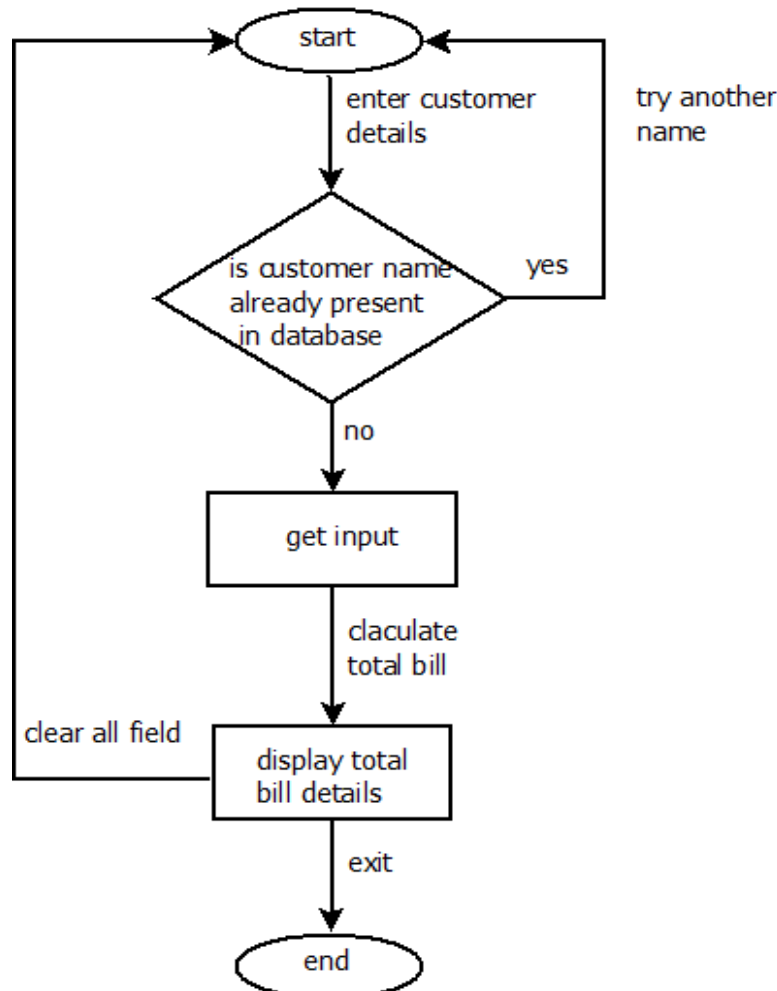 start
enter customer
details
try another
name
is customer name
already present
in database
yes
no
get input
claculate
total bill
clear all field
display total
bill details
exit
end